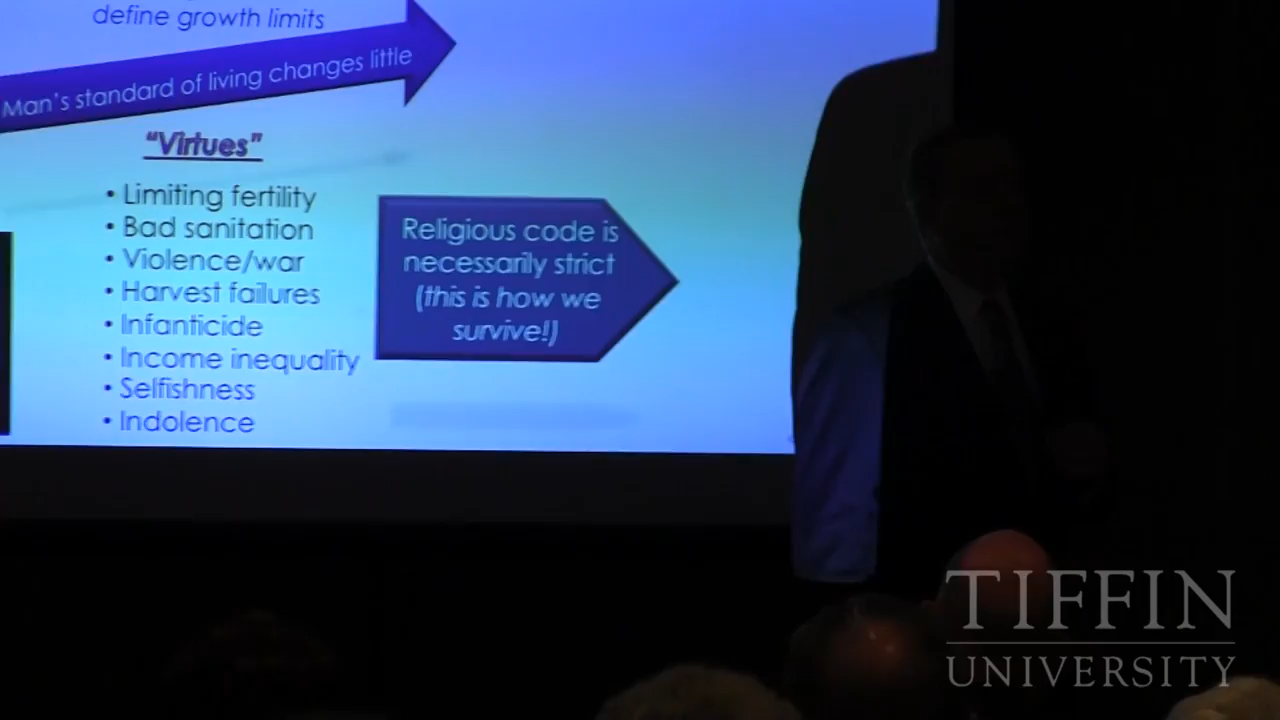 define growth limits
Man's standard of living changes little
"Virtues"
• Limiting fertility
• Bad sanitation
• Violence/war
• Harvest failures
• Infanticide
• Income inequality
• Selfishness
• Indolence
Religious code is
necessarily strict
(this is how we
survive!)
TIFFIN
UNIVERSITY